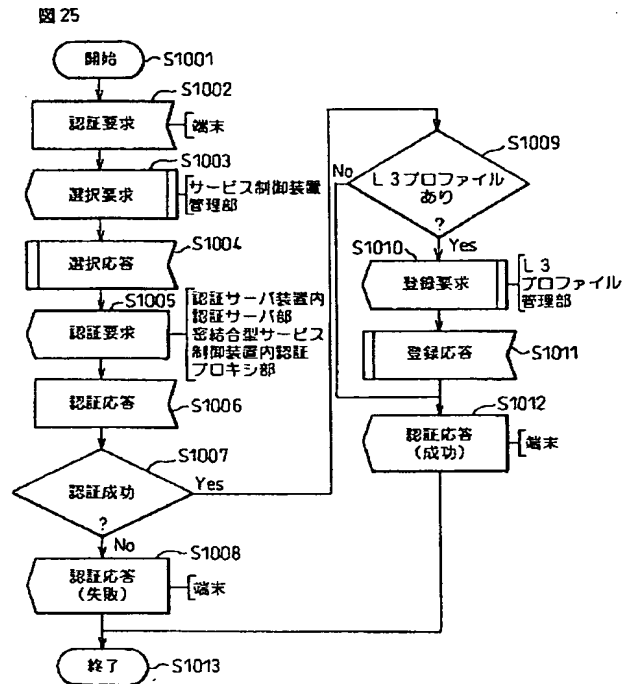 図25
開始
S1001
S1002
認証要求
端末
S1003
選択要求
サービス制御装置
管理部
S1004
選択応答
S1005
認証要求
認証サーバ装置内
認証サーバ部
密結合型サービス
制御装置内認証
プロキシ部
認証応答
S1006
S1007
認証成功
?
Yes
No
S1008
認証応答
(失敗)
端末
終了
S1013
S1009
No
L3プロファイル
あり
?
Yes
S1010
登録要求
L3
プロファイル
管理部
登録応答
S1011
S1012
認証応答
(成功)
端末